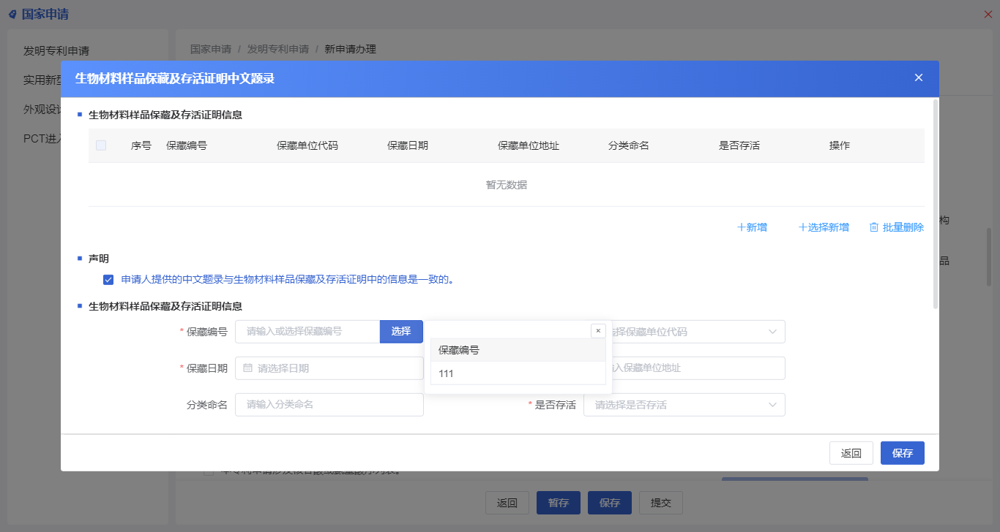 国家申请
发明专利申请
国家申请 / 发明专利申请 / 新申请办理
实用新型
外观设计
PCT进入
生物材料样品保藏及存活证明中文题录
生物材料样品保藏及存活证明信息
序号 保藏编号 保藏单位代码 保藏日期 保藏单位地址 分类命名 是否存活 操作
暂无数据
+新增 +选择新增 批量删除
构
声明
品
申请人提供的中文题录与生物材料样品保藏及存活证明中的信息是一致的。
生物材料样品保藏及存活证明信息
* 保藏编号 请输入或选择保藏编号 选择 × 择保藏单位代码
保藏编号
* 保藏日期 请选择日期 111 入保藏单位地址
分类命名 请输入分类命名 * 是否存活 请选择是否存活
返回 保存
本专利申请涉及核苷酸或氨基酸序列表。
返回 暂存 保存 提交